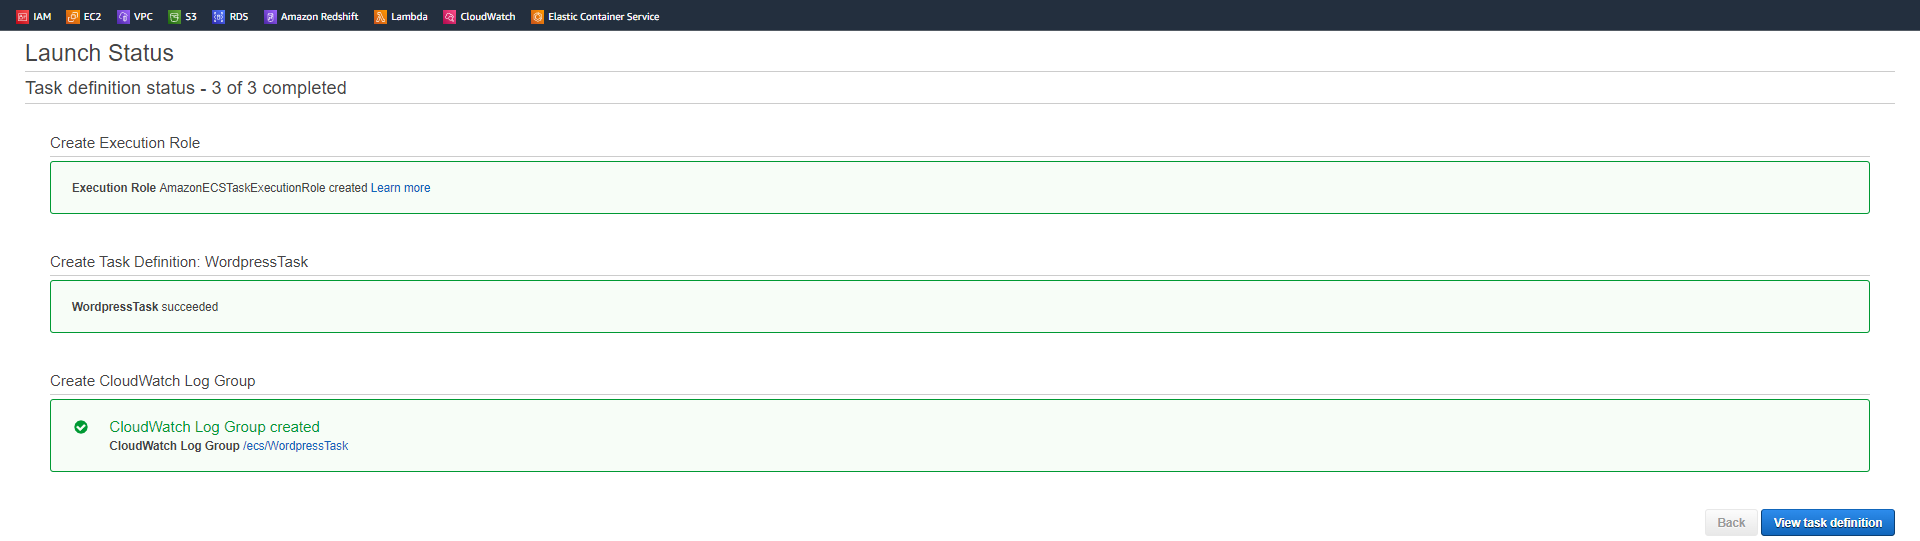 IAM EC2 VPC S3 RDS Amazon Redshift Lambda CloudWatch Elastic Container Service
Launch Status
Task definition status - 3 of 3 completed
Create Execution Role
Execution Role AmazonECSTaskExecutionRole created Learn more
Create Task Definition: WordpressTask
WordpressTask succeeded
Create CloudWatch Log Group
CloudWatch Log Group created
CloudWatch Log Group /ecs/WordpressTask
Back View task definition